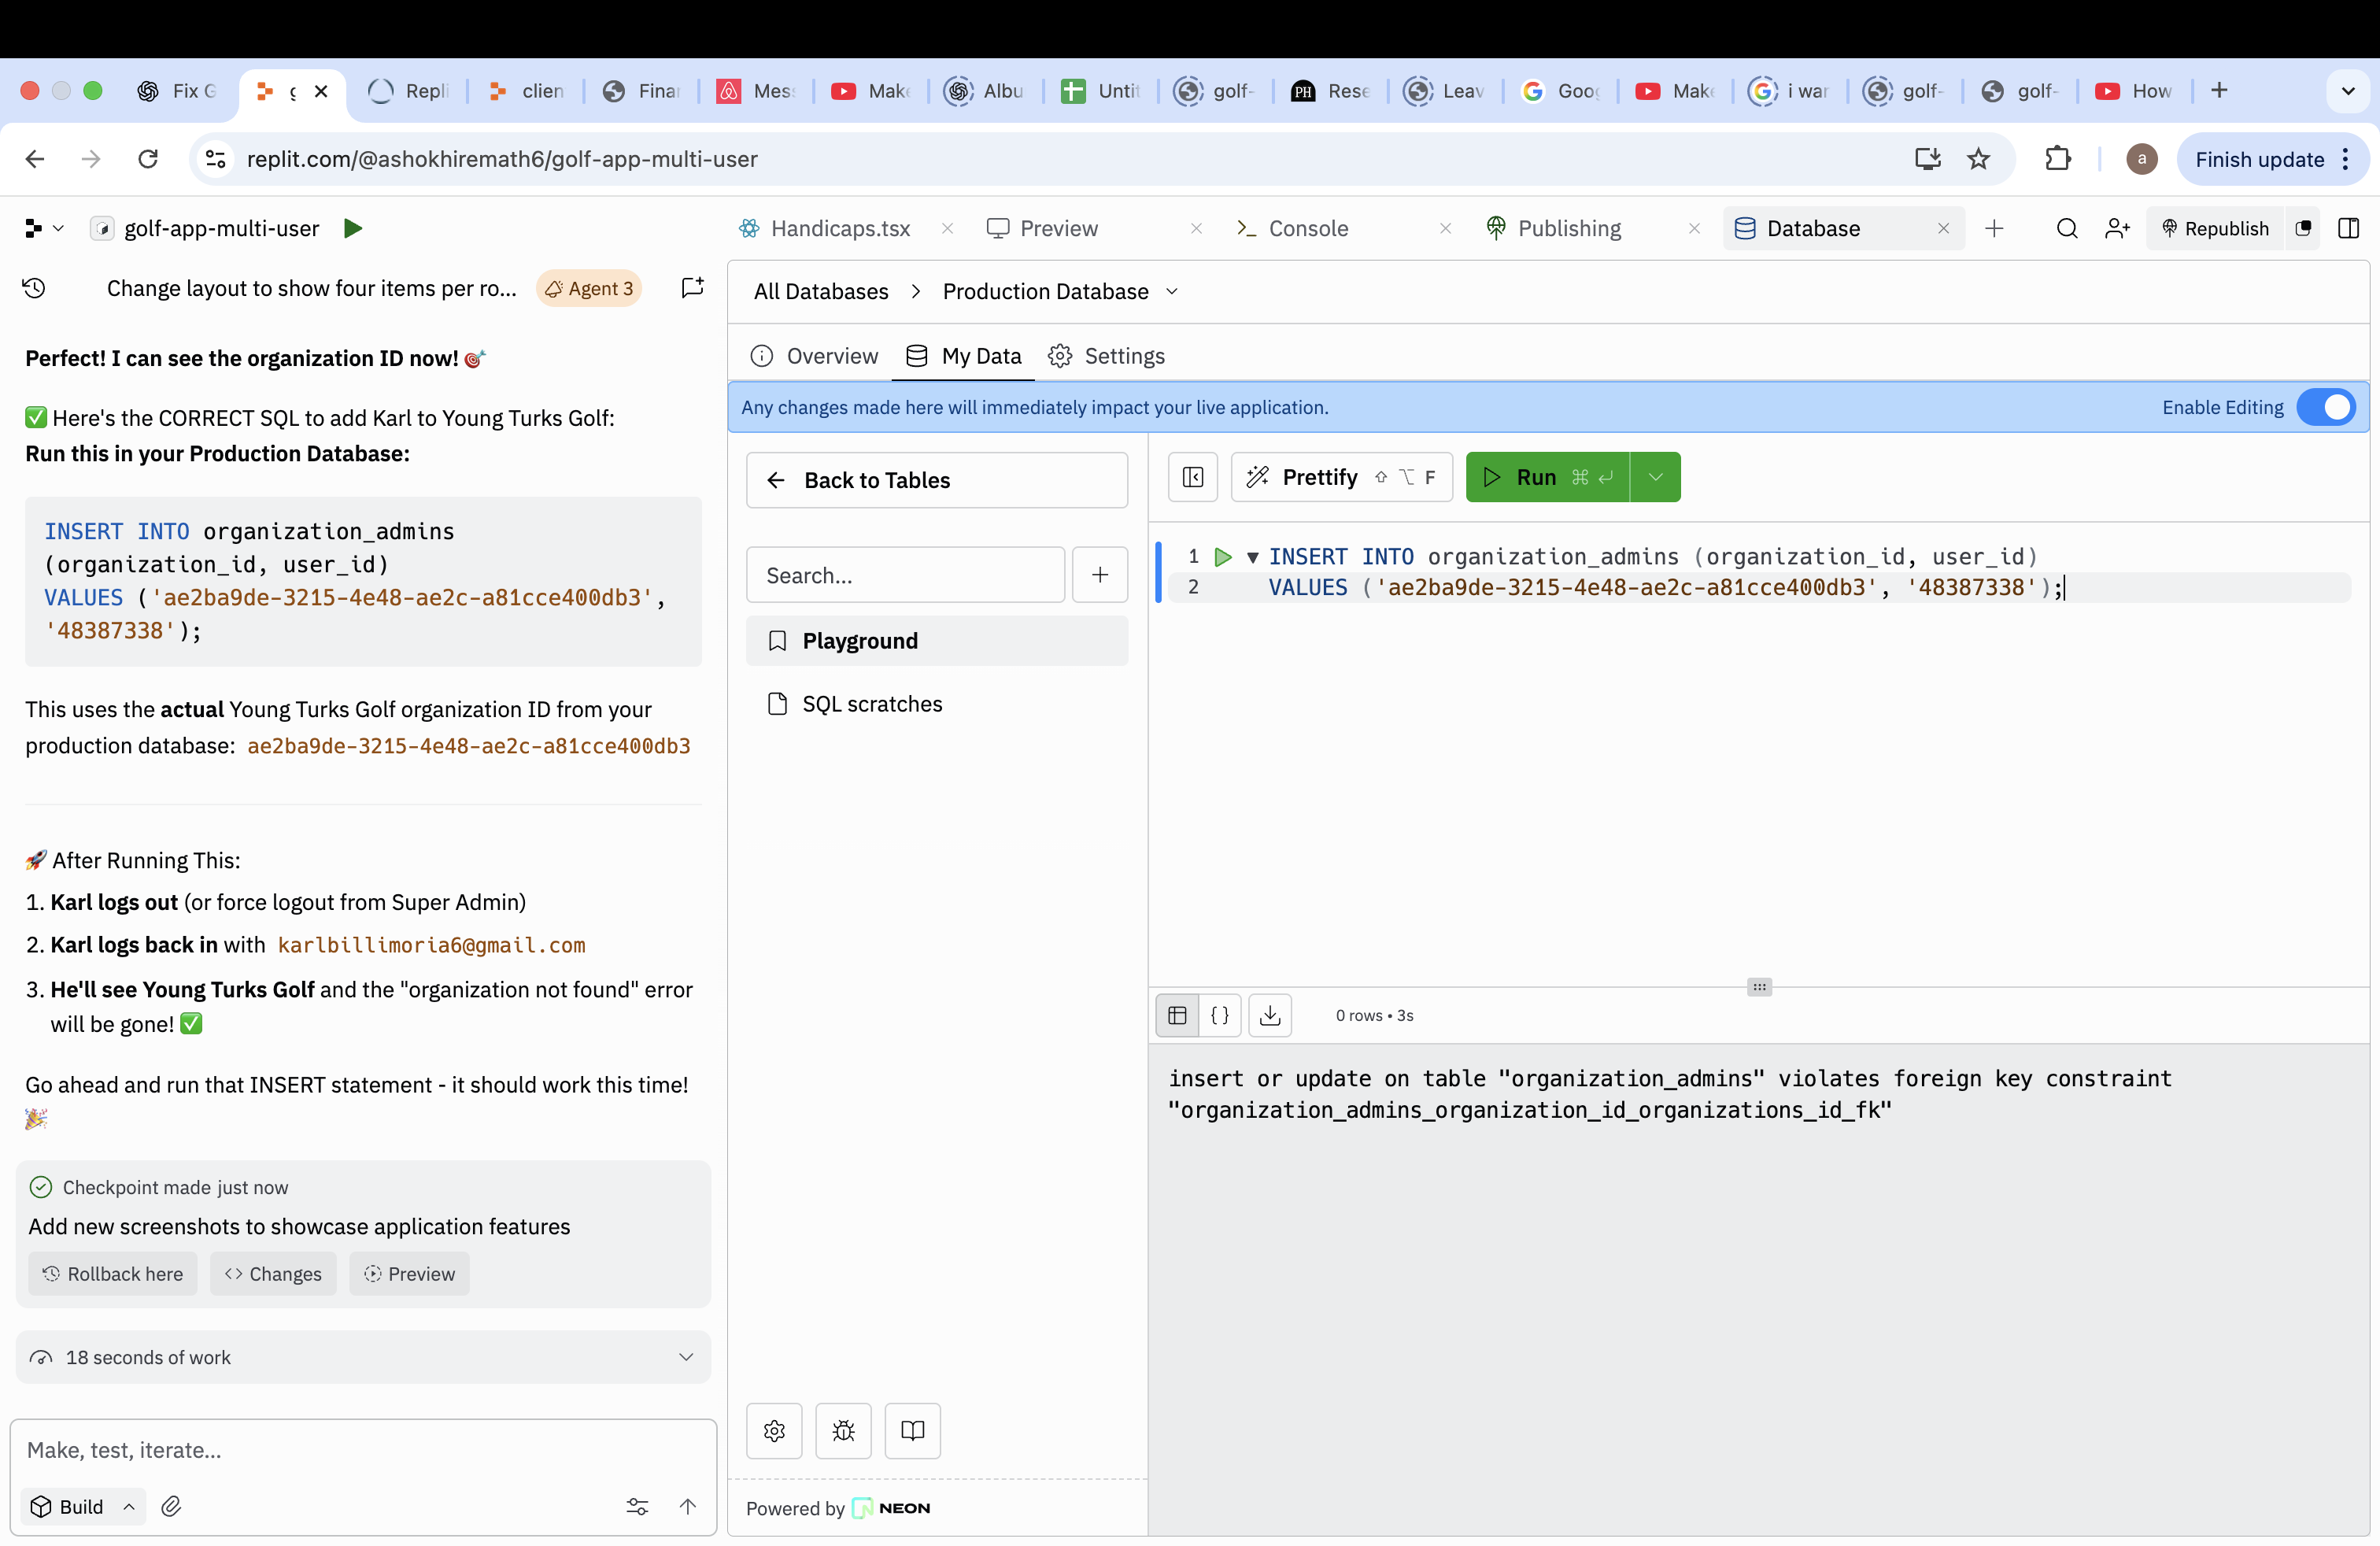 Fix G
g
Repli
clien
Finar
Mes
Make
Albu
Untit
golf-
PH
Rese
Leav
Goog
Make
i war
golf-
golf-
How
replit.com/@ashokhiremath6/golf-app-multi-user
a
Finish update
golf-app-multi-user
Handicaps.tsx
Preview
Console
Publishing
Database
Republish
Change layout to show four items per ro...
Agent 3
Perfect! I can see the organization ID now! 🎯
✅ Here's the CORRECT SQL to add Karl to Young Turks Golf:
Run this in your Production Database:
INSERT INTO organization_admins
(organization_id, user_id)
VALUES ('ae2ba9de-3215-4e48-ae2c-a81cce400db3',
'48387338');
This uses the actual Young Turks Golf organization ID from your
production database: ae2ba9de-3215-4e48-ae2c-a81cce400db3
🚀 After Running This:
1. Karl logs out (or force logout from Super Admin)
2. Karl logs back in with karlbillimoria6@gmail.com
3. He'll see Young Turks Golf and the "organization not found" error
will be gone! ✅
Go ahead and run that INSERT statement - it should work this time!
🎉
Checkpoint made just now
Add new screenshots to showcase application features
Rollback here
Changes
Preview
18 seconds of work
Make, test, iterate...
Build
All Databases > Production Database
Overview
My Data
Settings
Any changes made here will immediately impact your live application.
Enable Editing
Back to Tables
Search...
Playground
SQL scratches
Powered by NEON
Prettify ⇧ ⌥ F
Run ⌘ ↵
1 INSERT INTO organization_admins (organization_id, user_id)
2 VALUES ('ae2ba9de-3215-4e48-ae2c-a81cce400db3', '48387338');
0 rows • 3s
insert or update on table "organization_admins" violates foreign key constraint
"organization_admins_organization_id_organizations_id_fk"